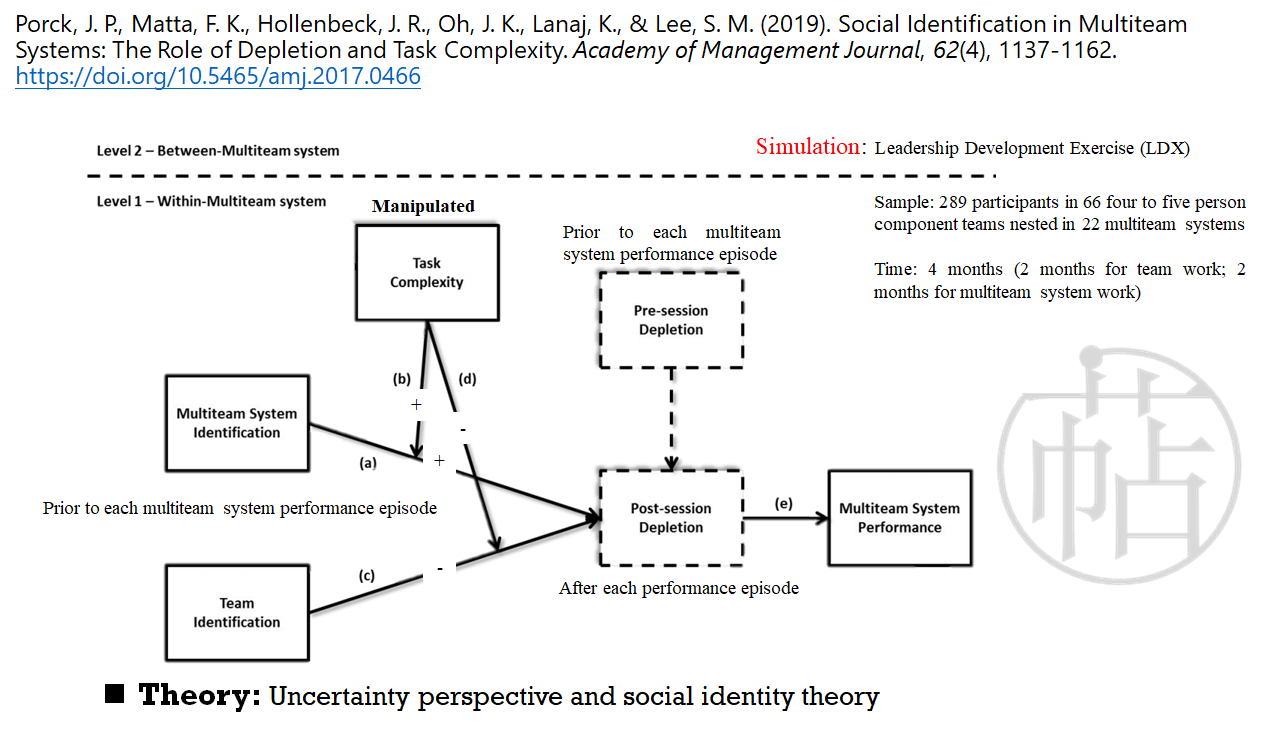 Porck, J. P., Matta, F. K., Hollenbeck, J. R., Oh, J. K., Lanaj, K., & Lee, S. M. (2019). Social Identification in Multiteam
Systems: The Role of Depletion and Task Complexity. Academy of Management Journal, 62(4), 1137-1162.
https://doi.org/10.5465/amj.2017.0466
Level 2 – Between-Multiteam system
Simulation: Leadership Development Exercise (LDX)
Level 1 – Within-Multiteam system
Manipulated
Sample: 289 participants in 66 four to five person
component teams nested in 22 multiteam systems
Time: 4 months (2 months for team work; 2
months for multiteam system work)
Task
Complexity
Prior to each multiteam
system performance episode
Pre-session
Depletion
(b)
(d)
+
-
Multiteam System
Identification
(a)
+
Prior to each multiteam system performance episode
Post-session
Depletion
(e)
Multiteam System
Performance
After each performance episode
(c)
-
Team
Identification
帖
■ Theory: Uncertainty perspective and social identity theory